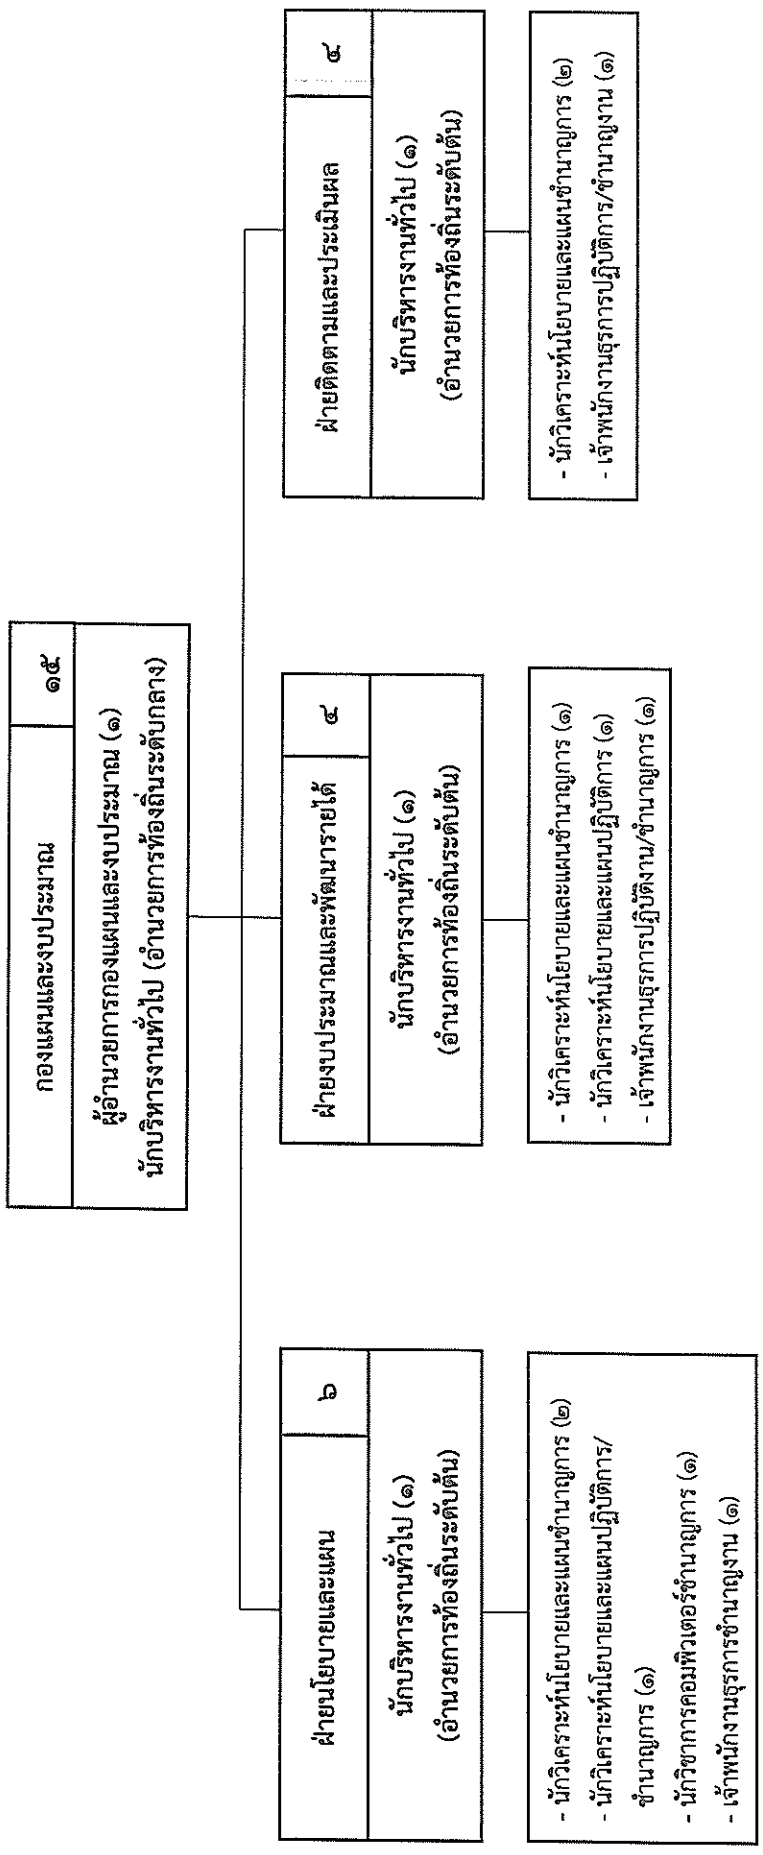 กองแผนและงบประมาณ
๑๕
ผู้อำนวยการกองแผนและงบประมาณ (๑)
นักบริหารงานทั่วไป (อำนวยการท้องถิ่นระดับกลาง)
ฝ่ายนโยบายและแผน
๖
นักบริหารงานทั่วไป (๑)
(อำนวยการท้องถิ่นระดับต้น)
- นักวิเคราะห์นโยบายและแผนชำนาญการ (๒)
- นักวิเคราะห์นโยบายและแผนปฏิบัติการ/
ชำนาญการ (๑)
- นักวิชาการคอมพิวเตอร์ชำนาญการ (๑)
- เจ้าพนักงานธุรการชำนาญงาน (๑)
ฝ่ายงบประมาณและพัฒนารายได้
๔
นักบริหารงานทั่วไป (๑)
(อำนวยการท้องถิ่นระดับต้น)
- นักวิเคราะห์นโยบายและแผนชำนาญการ (๑)
- นักวิเคราะห์นโยบายและแผนปฏิบัติการ (๑)
- เจ้าพนักงานธุรการปฏิบัติงาน/ชำนาญการ (๑)
ฝ่ายติดตามและประเมินผล
๔
นักบริหารงานทั่วไป (๑)
(อำนวยการท้องถิ่นระดับต้น)
- นักวิเคราะห์นโยบายและแผนชำนาญการ (๒)
- เจ้าพนักงานธุรการปฏิบัติการ/ชำนาญงาน (๑)